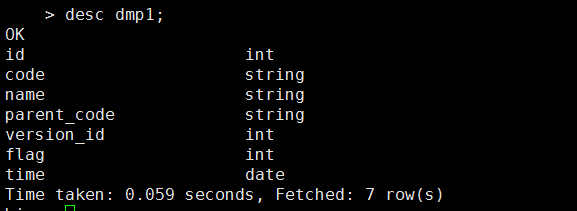 > desc dmp1;
OK
id int
code string
name string
parent_code string
version_id int
flag int
time date
Time taken: 0.059 seconds, Fetched: 7 row(s)